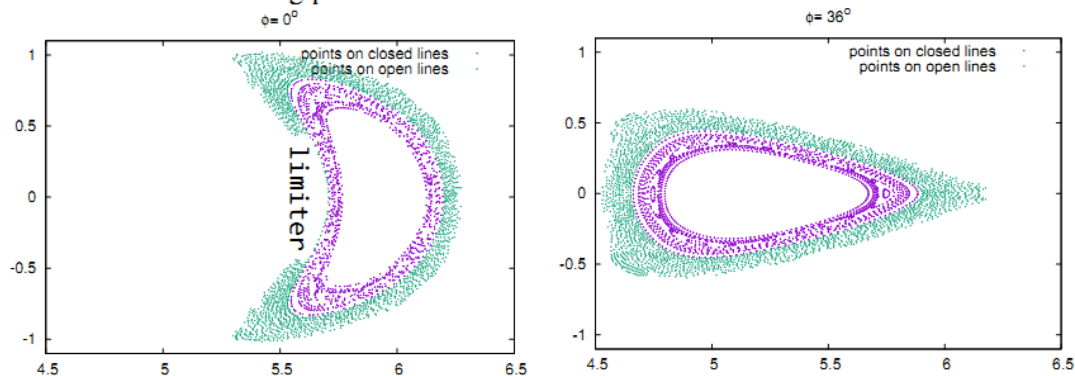 ϕ= 0°
points on closed lines
points on open lines
1
0.5
0
-0.5
-1
4.5 5 5.5 6 6.5
limiter
ϕ= 36°
points on closed lines
points on open lines
1
0.5
0
-0.5
-1
4.5 5 5.5 6 6.5